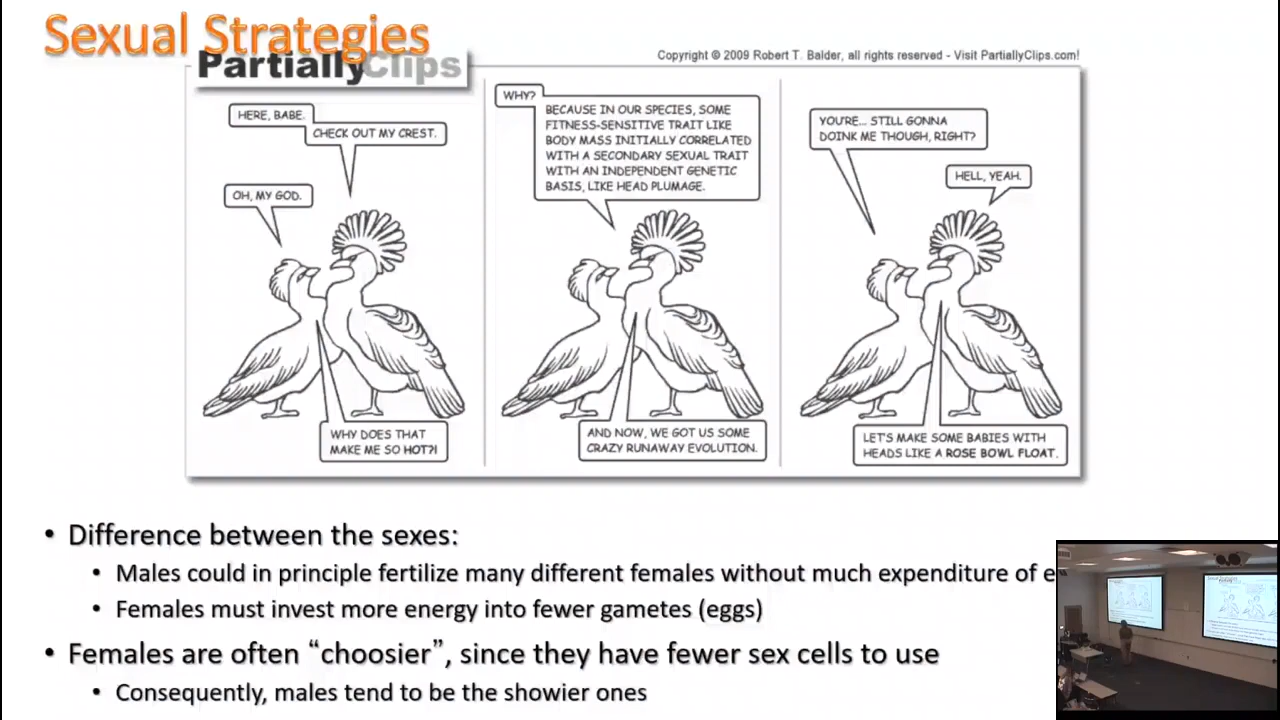 Sexual Strategies
PartiallyClips
Copyright © 2009 Robert T. Balder, all rights reserved - Visit PartiallyClips.com!
HERE, BABE.
CHECK OUT MY CREST.
OH, MY GOD.
WHY DOES THAT
MAKE ME SO HOT?!
WHY?
BECAUSE IN OUR SPECIES, SOME
FITNESS-SENSITIVE TRAIT LIKE
BODY MASS INITIALLY CORRELATED
WITH A SECONDARY SEXUAL TRAIT
WITH AN INDEPENDENT GENETIC
BASIS, LIKE HEAD PLUMAGE.
AND NOW, WE GOT US SOME
CRAZY RUNAWAY EVOLUTION.
YOU'RE... STILL GONNA
DOINK ME THOUGH, RIGHT?
HELL, YEAH.
LET'S MAKE SOME BABIES WITH
HEADS LIKE A ROSE BOWL FLOAT.
• Difference between the sexes:
• Males could in principle fertilize many different females without much expenditure of e
• Females must invest more energy into fewer gametes (eggs)
• Females are often “choosier”, since they have fewer sex cells to use
• Consequently, males tend to be the showier ones